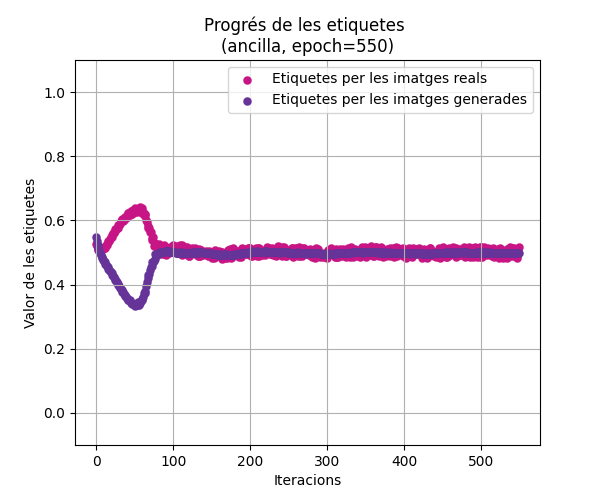 Progrés de les etiquetes
(ancilla, epoch=550)
Etiquetes per les imatges reals
Etiquetes per les imatges generades
Valor de les etiquetes
1.0
0.8
0.6
0.4
0.2
0.0
0 100 200 300 400 500
Iteracions